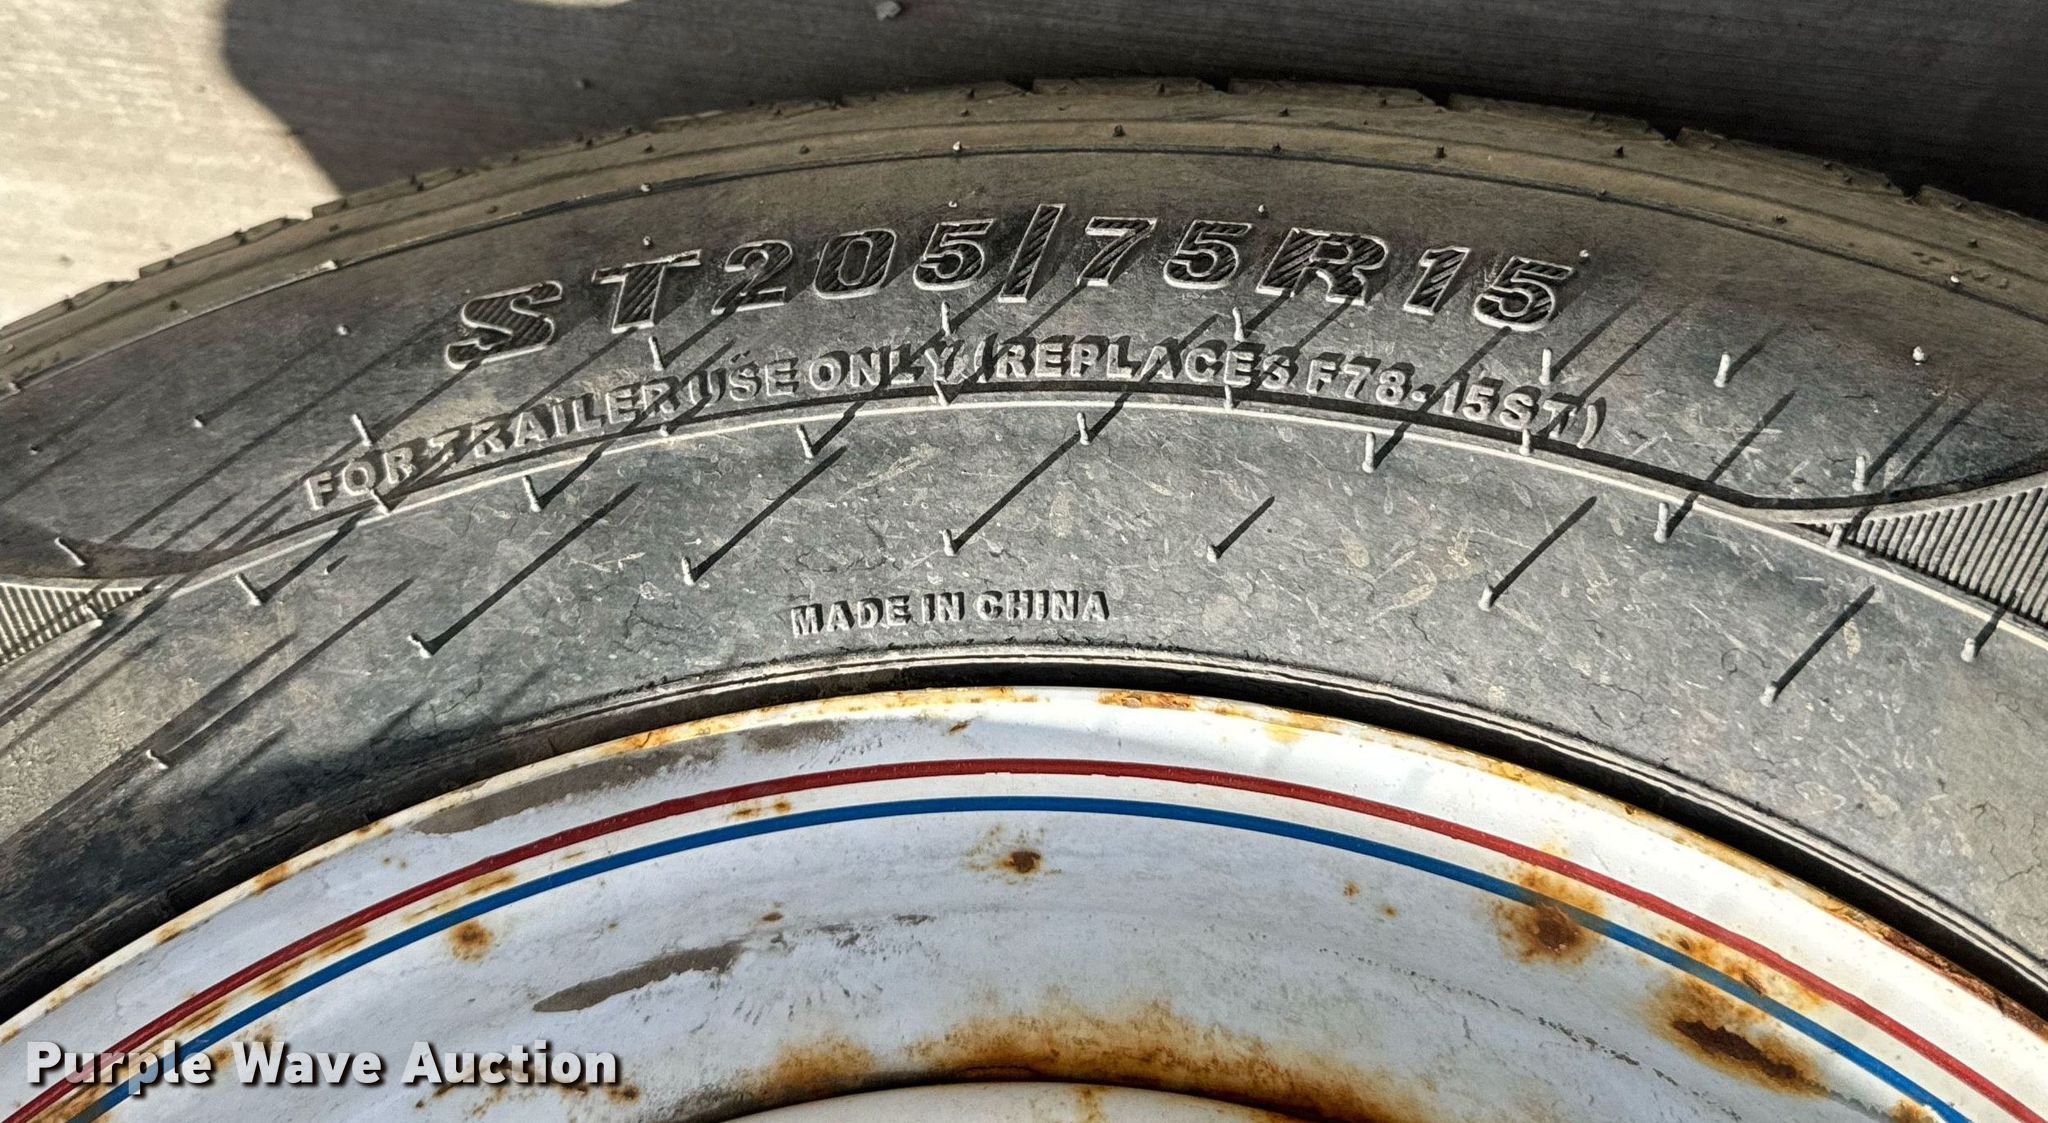 ST205/75R15
FOR TRAILER USE ONLY (REPLACES F78-15ST)
MADE IN CHINA
Purple Wave Auction